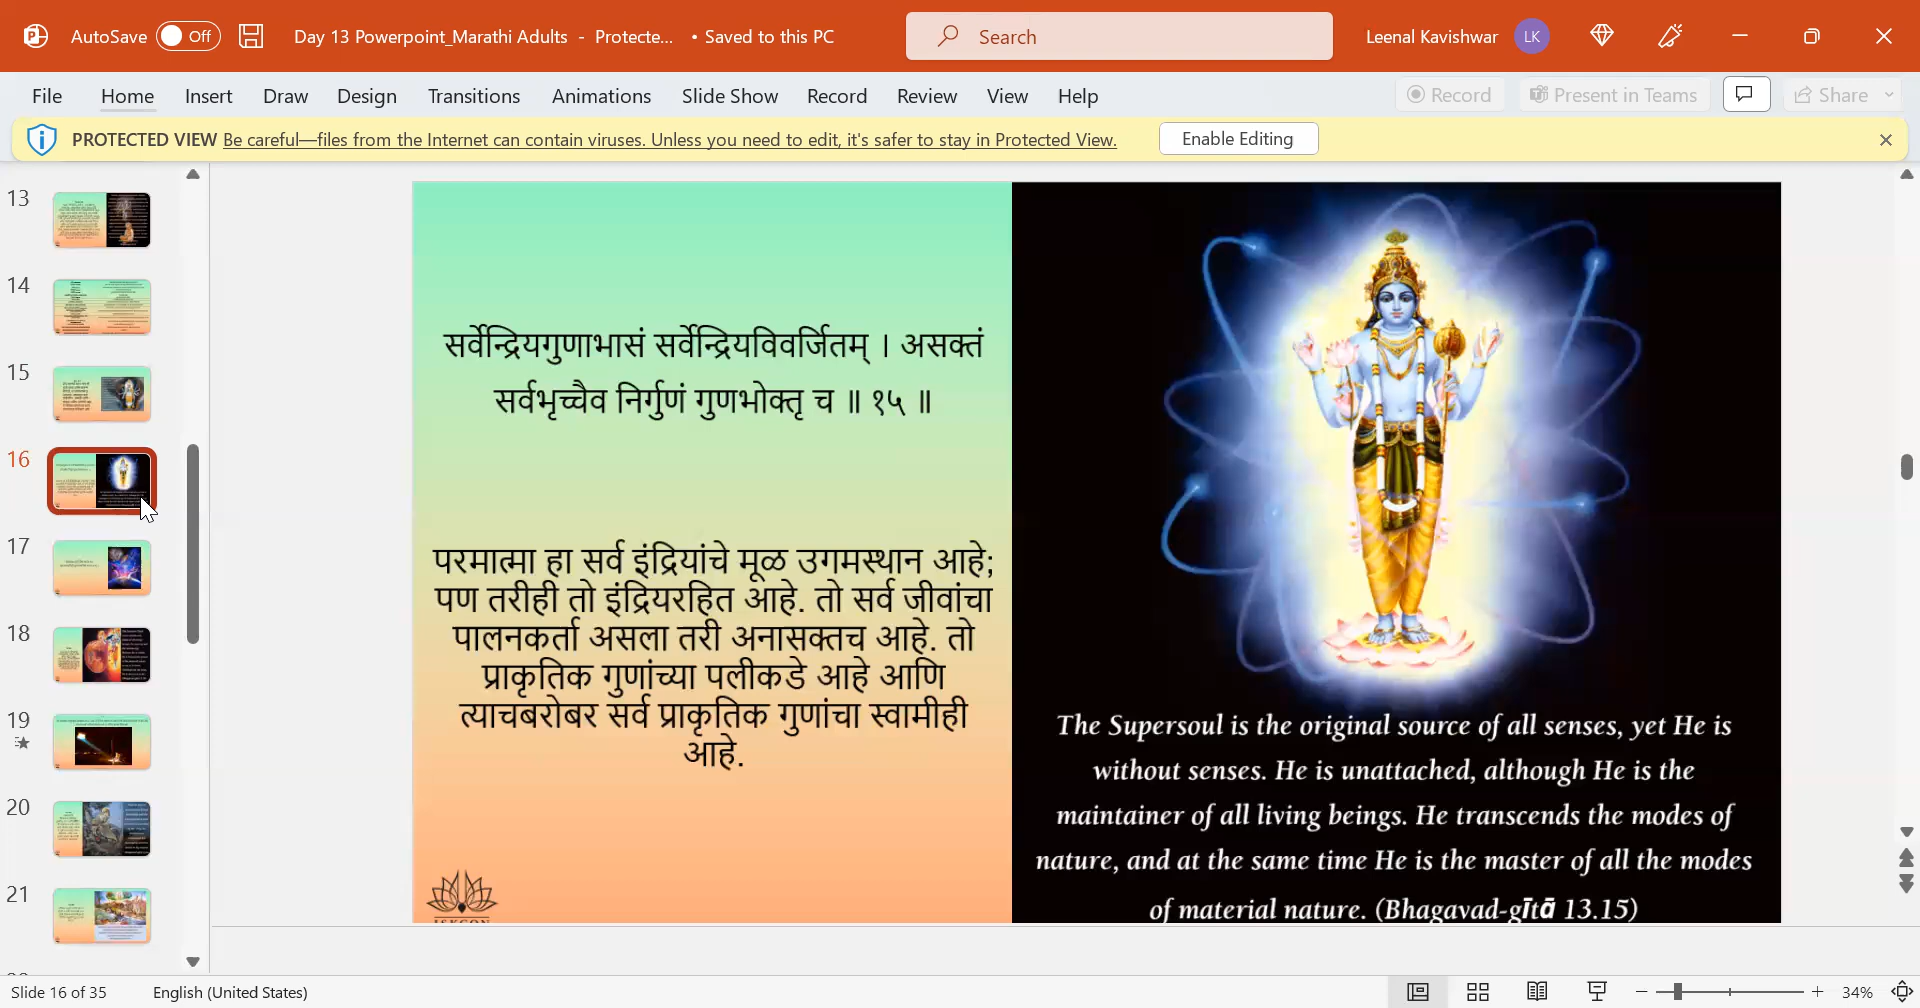 AutoSave Off Day 13 Powerpoint_Marathi Adults - Protecte... • Saved to this PC Search Leenal Kavishwar LK
File Home Insert Draw Design Transitions Animations Slide Show Record Review View Help Record Present in Teams Share
PROTECTED VIEW Be careful—files from the Internet can contain viruses. Unless you need to edit, it's safer to stay in Protected View. Enable Editing
13
14
15
16
17
18
19
20
21
सर्वेन्द्रियगुणाभासं सर्वेन्द्रियविवर्जितम् । असक्तं
सर्वभृच्चैव निर्गुणं गुणभोक्तृ च ॥ १५ ॥
परमात्मा हा सर्व इंद्रियांचे मूळ उगमस्थान आहे;
पण तरीही तो इंद्रियरहित आहे. तो सर्व जीवांचा
पालनकर्ता असला तरी अनासक्तच आहे. तो
प्राकृतिक गुणांच्या पलीकडे आहे आणि
त्याचबरोबर सर्व प्राकृतिक गुणांचा स्वामीही
आहे.
ISKCON
The Supersoul is the original source of all senses, yet He is
without senses. He is unattached, although He is the
maintainer of all living beings. He transcends the modes of
nature, and at the same time He is the master of all the modes
of material nature. (Bhagavad-gītā 13.15)
Slide 16 of 35 English (United States) 34%